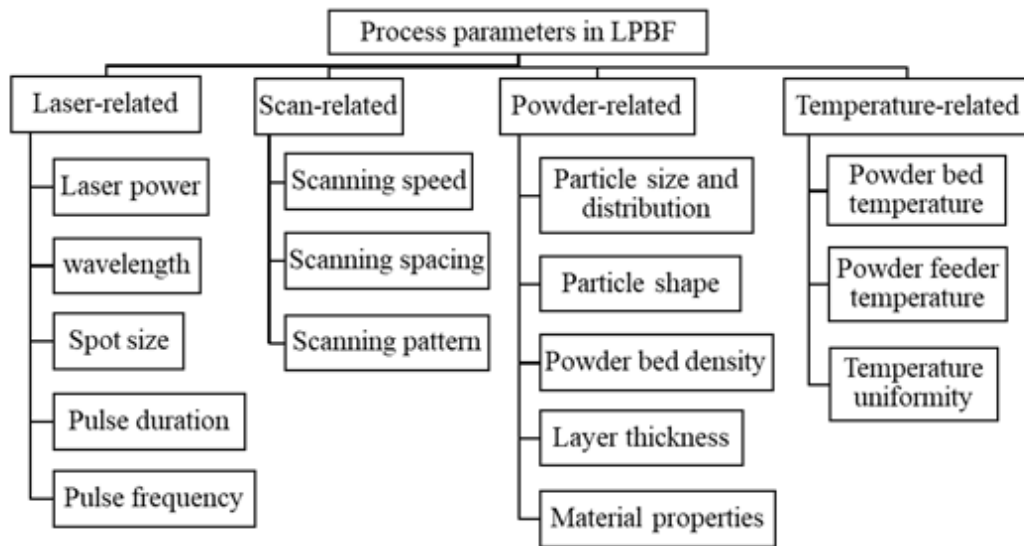 Process parameters in LPBF
Laser-related
Laser power
wavelength
Spot size
Pulse duration
Pulse frequency
Scan-related
Scanning speed
Scanning spacing
Scanning pattern
Powder-related
Particle size and
distribution
Particle shape
Powder bed density
Layer thickness
Material properties
Temperature-related
Powder bed
temperature
Powder feeder
temperature
Temperature
uniformity